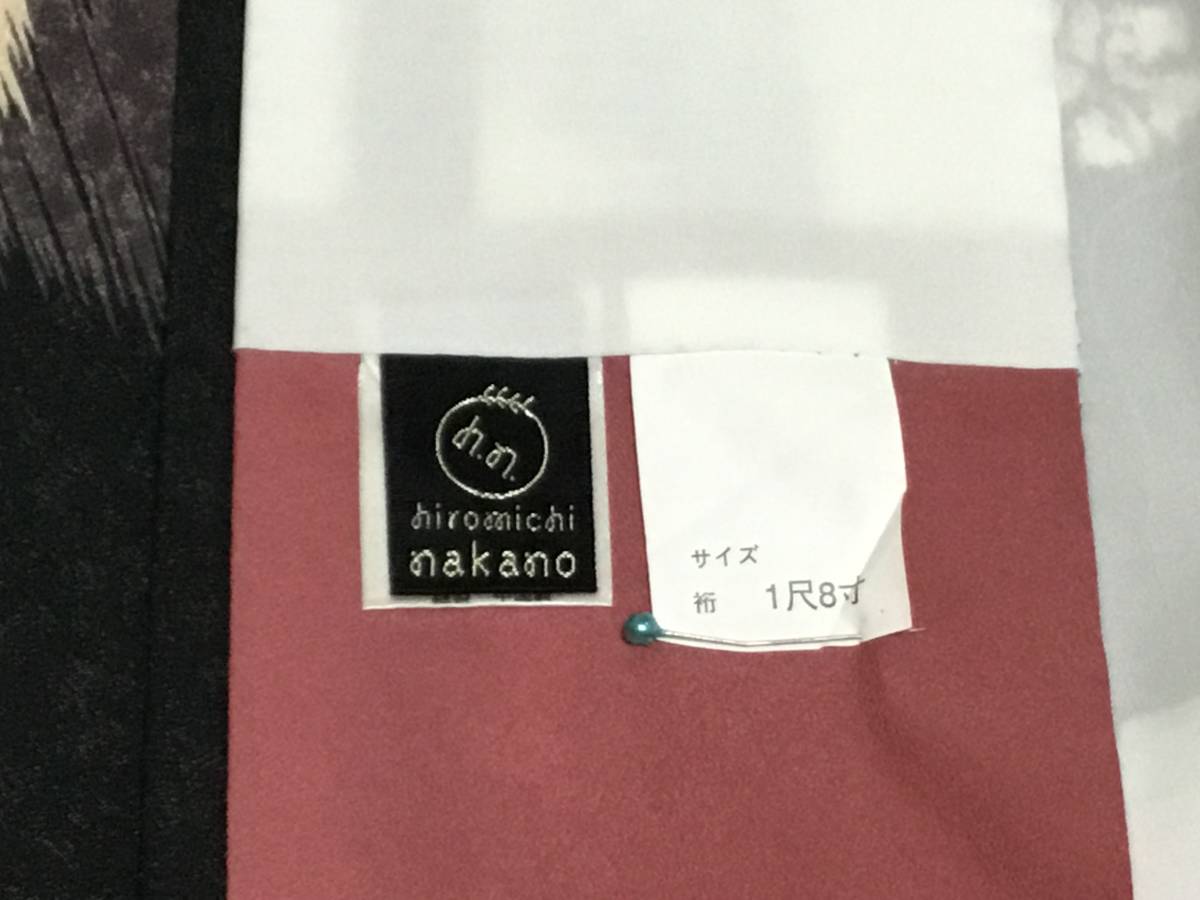 h.n.
hiromichi
nakano
サイズ
裄 1尺8寸